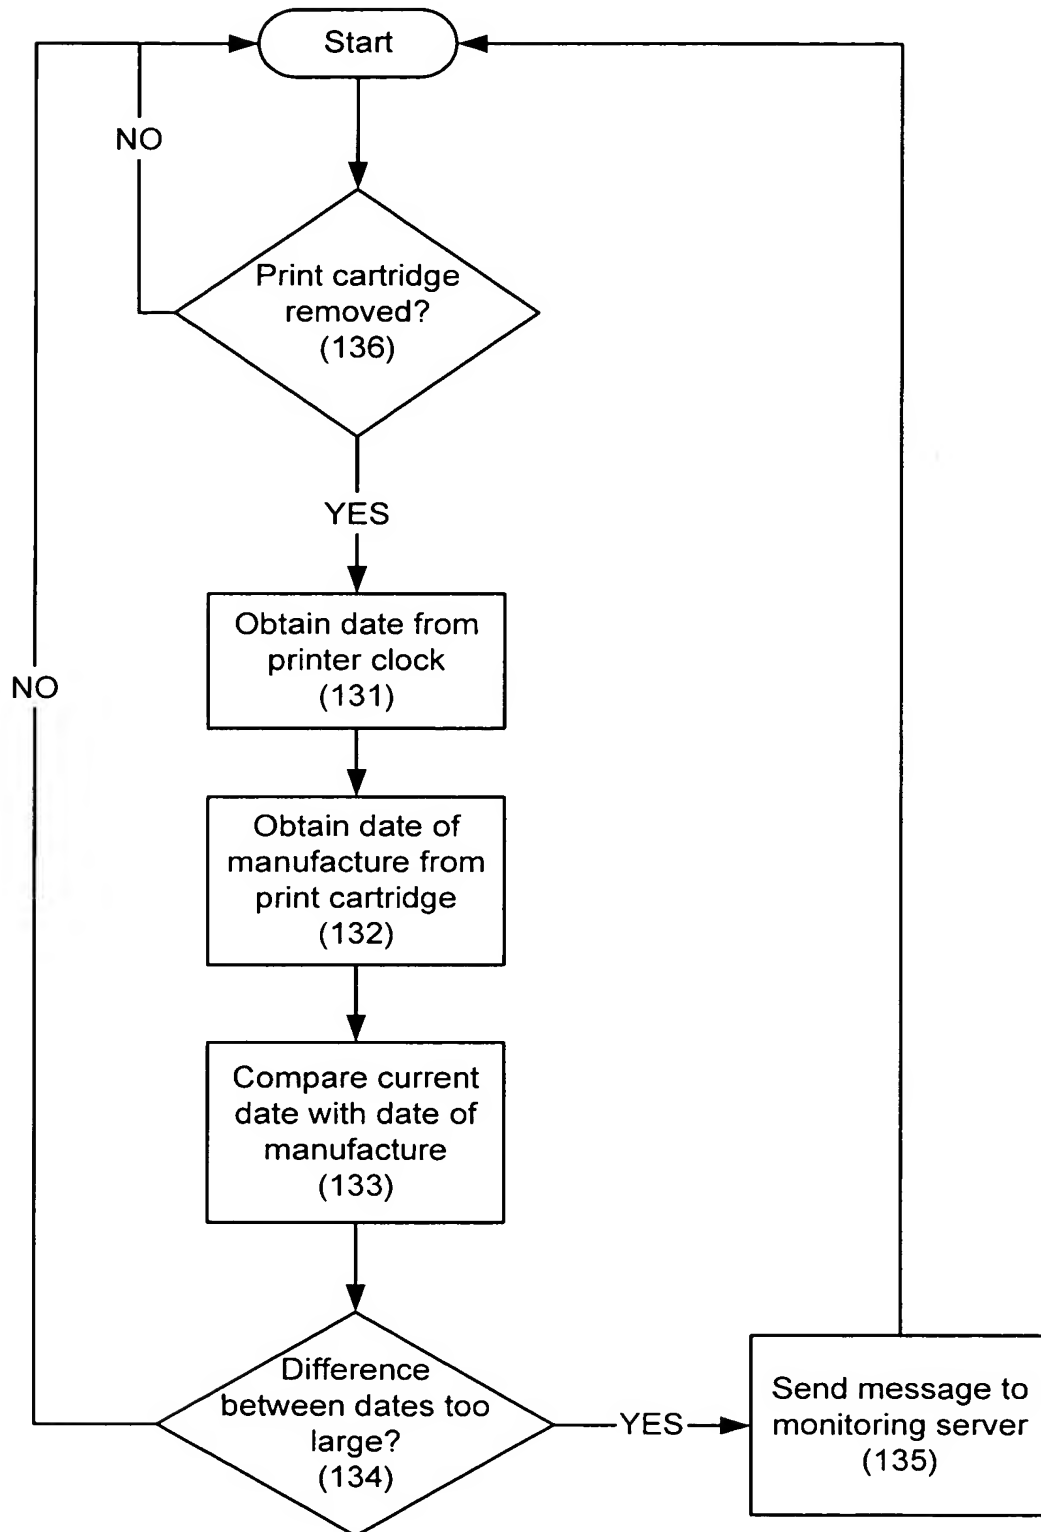 Start
NO
Print cartridge
removed?
(136)
YES
Obtain date from
printer clock
(131)
NO
Obtain date of
manufacture from
print cartridge
(132)
Compare current
date with date of
manufacture
(133)
Difference
between dates too
large?
(134)
YES
Send message to
monitoring server
(135)